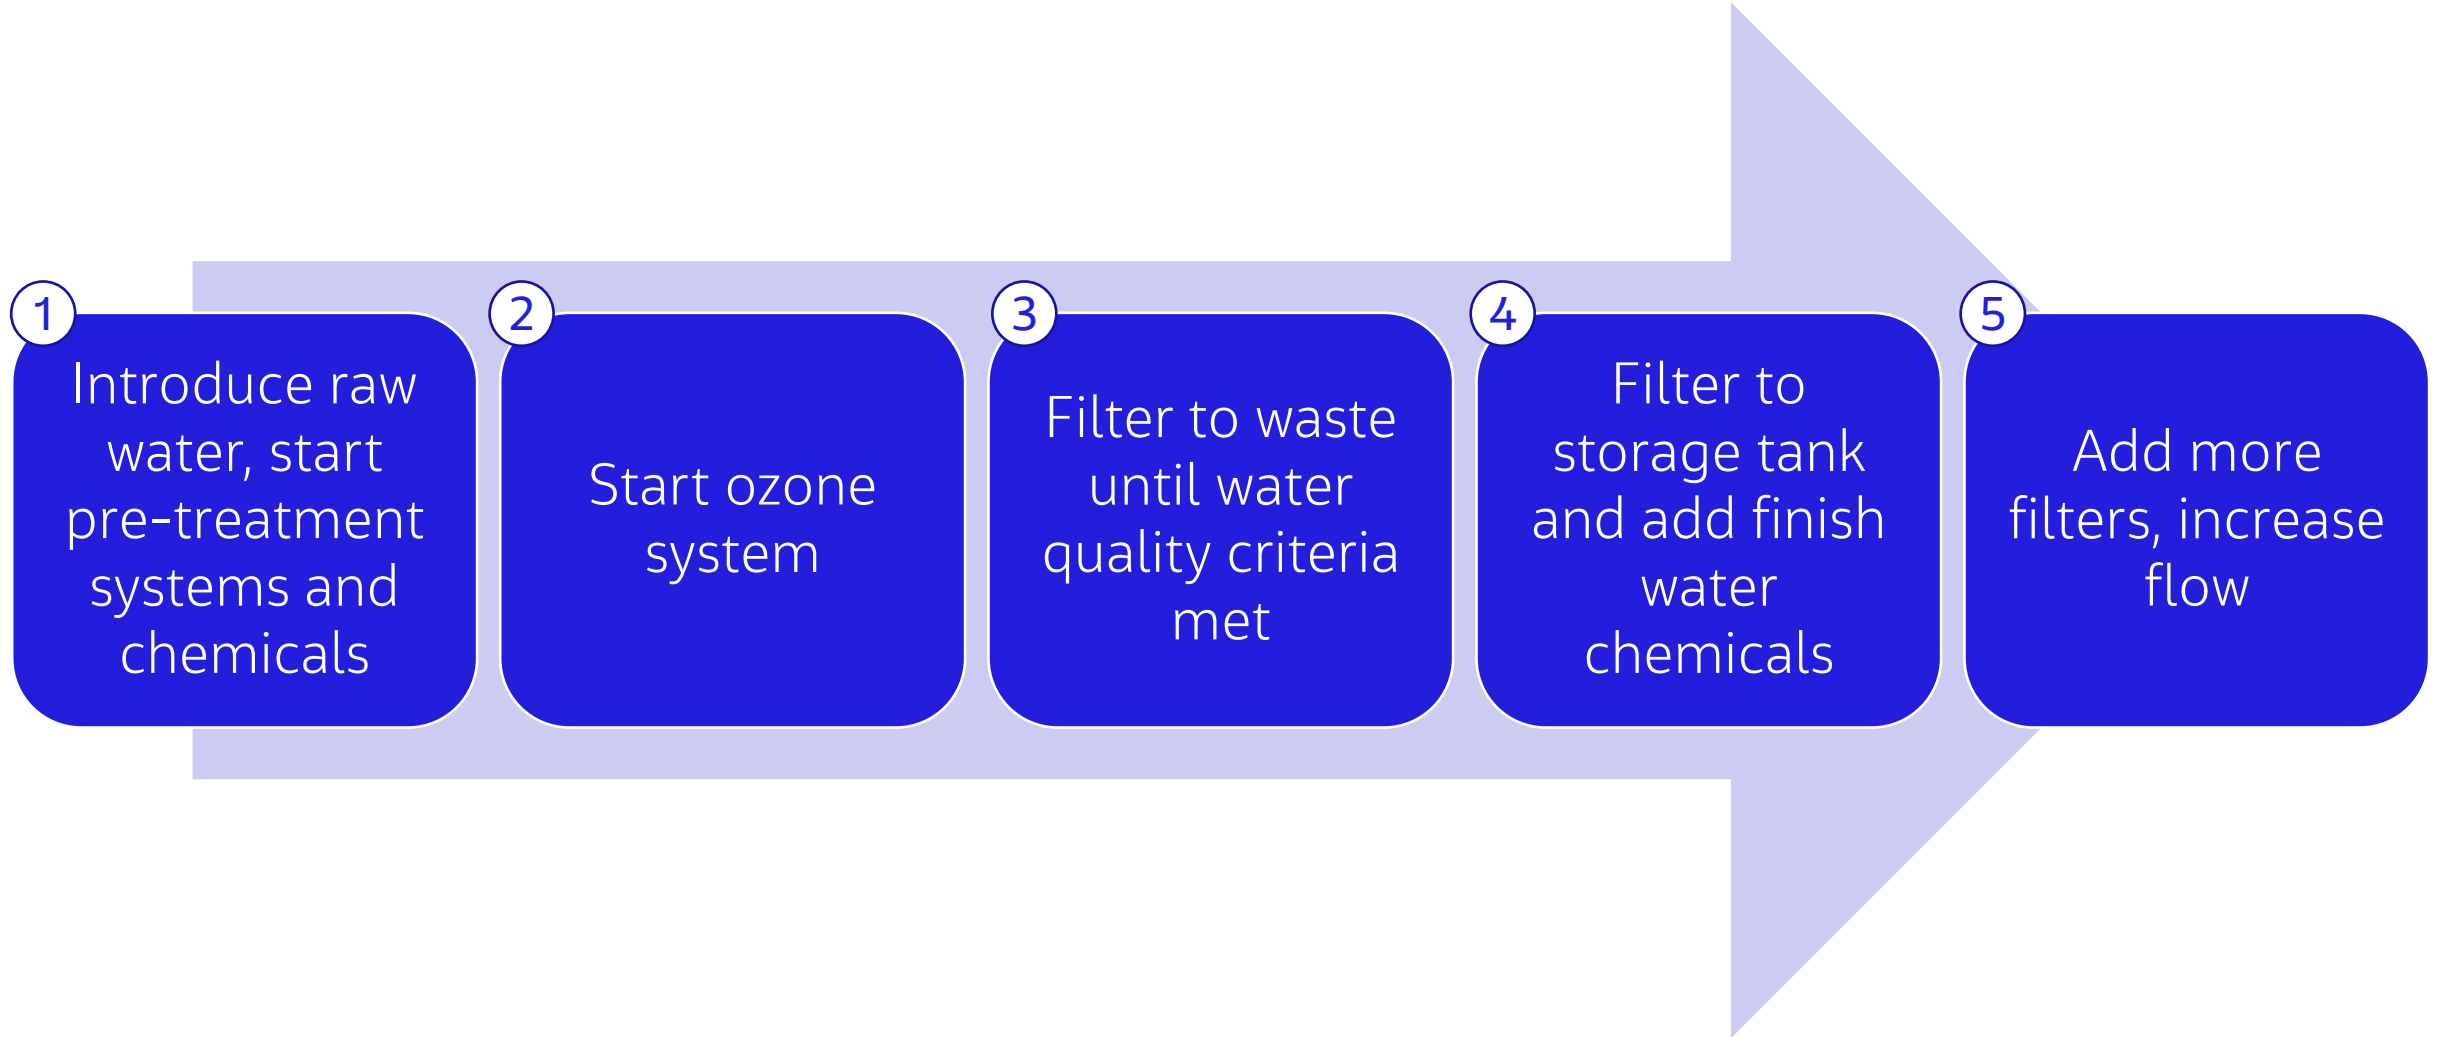 1
Introduce raw
water, start
pre-treatment
systems and
chemicals
2
Start ozone
system
3
Filter to waste
until water
quality criteria
met
4
Filter to
storage tank
and add finish
water
chemicals
5
Add more
filters, increase
flow